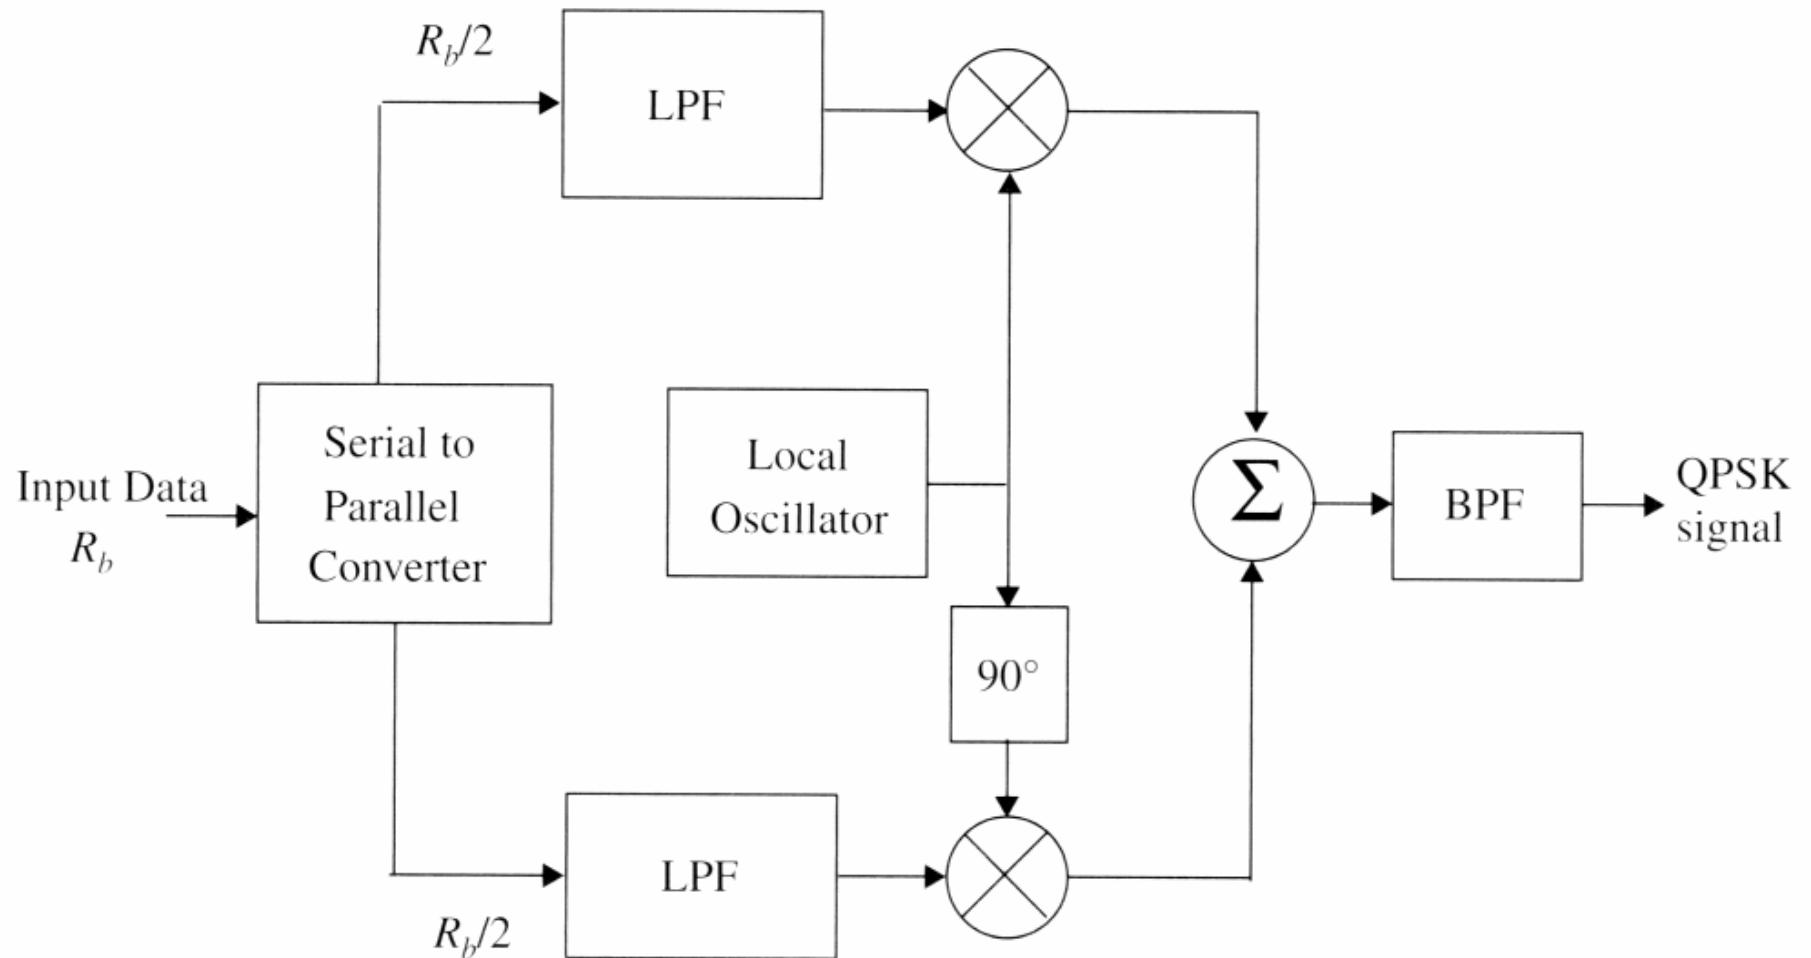 R_b/2
LPF
Input Data
R_b
Serial to
Parallel
Converter
Local
Oscillator
90°
Σ
BPF
QPSK
signal
LPF
R_b/2